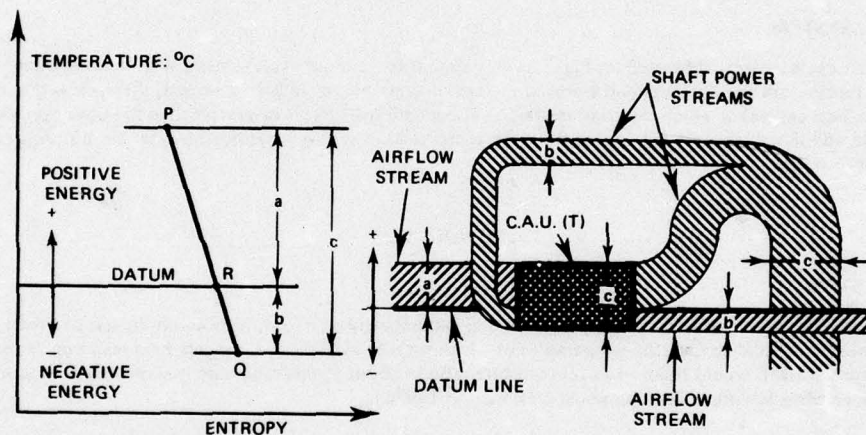 TEMPERATURE: °C
P
POSITIVE
ENERGY
+
a
c
DATUM
R
b
–
Q
NEGATIVE
ENERGY
ENTROPY
SHAFT POWER
STREAMS
b
AIRFLOW
STREAM
C.A.U. (T)
+
a
c
c
b
–
DATUM LINE
AIRFLOW
STREAM